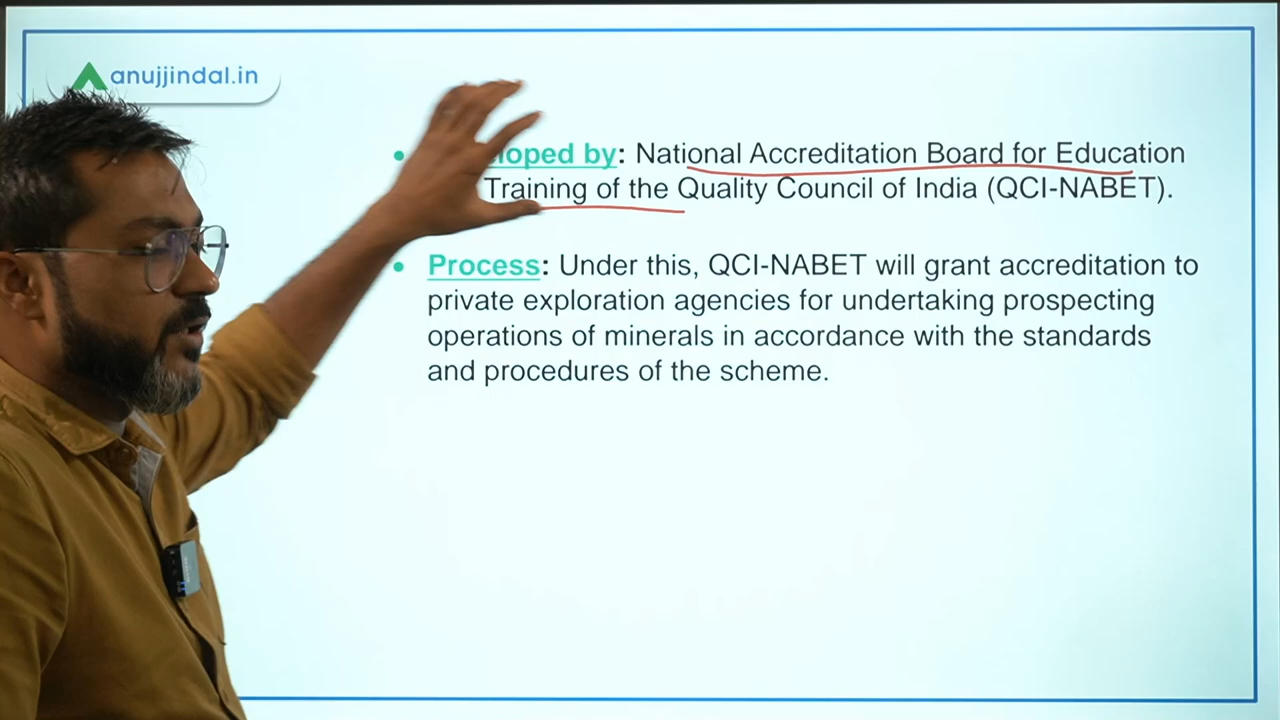 anujjindal.in
loped by: National Accreditation Board for Education
Training of the Quality Council of India (QCI-NABET).
Process: Under this, QCI-NABET will grant accreditation to
private exploration agencies for undertaking prospecting
operations of minerals in accordance with the standards
and procedures of the scheme.